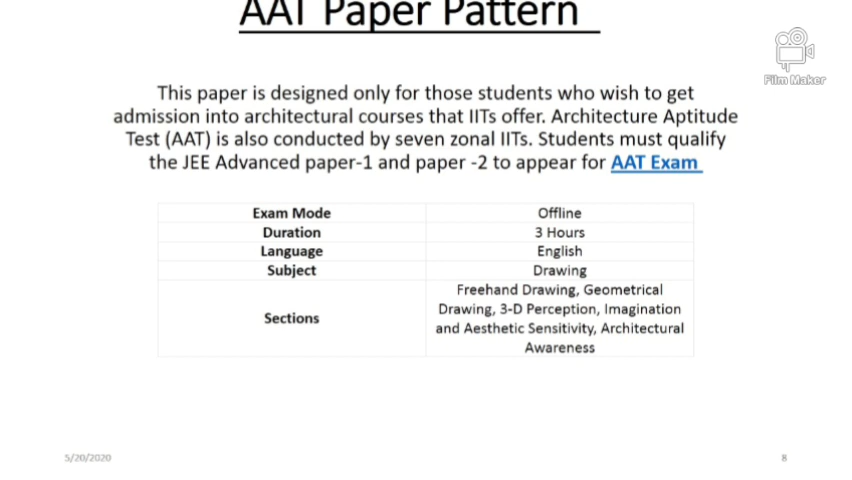 AAT Paper Pattern
Film Maker
This paper is designed only for those students who wish to get
admission into architectural courses that IITs offer. Architecture Aptitude
Test (AAT) is also conducted by seven zonal IITs. Students must qualify
the JEE Advanced paper-1 and paper -2 to appear for AAT Exam
Exam Mode Offline
Duration 3 Hours
Language English
Subject Drawing
Sections Freehand Drawing, Geometrical
Drawing, 3-D Perception, Imagination
and Aesthetic Sensitivity, Architectural
Awareness
5/20/2020 8